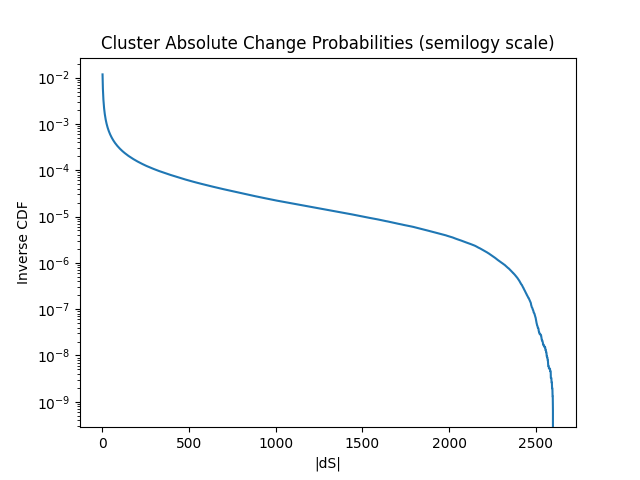 Cluster Absolute Change Probabilities (semilogy scale)
Inverse CDF
10⁻²
10⁻³
10⁻⁴
10⁻⁵
10⁻⁶
10⁻⁷
10⁻⁸
10⁻⁹
0 500 1000 1500 2000 2500
|dS|